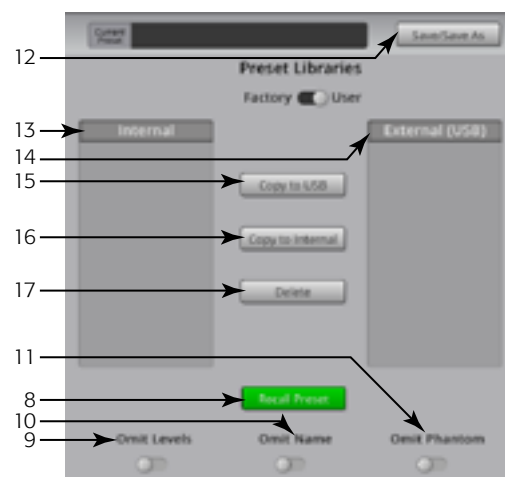 Current
Preset
Save/Save As
12
Preset Libraries
Factory User
13
Internal
External (USB)
14
15
Copy to USB
16
Copy to Internal
17
Delete
11
8
Recall Preset
10
9
Omit Levels
Omit Name
Omit Phantom